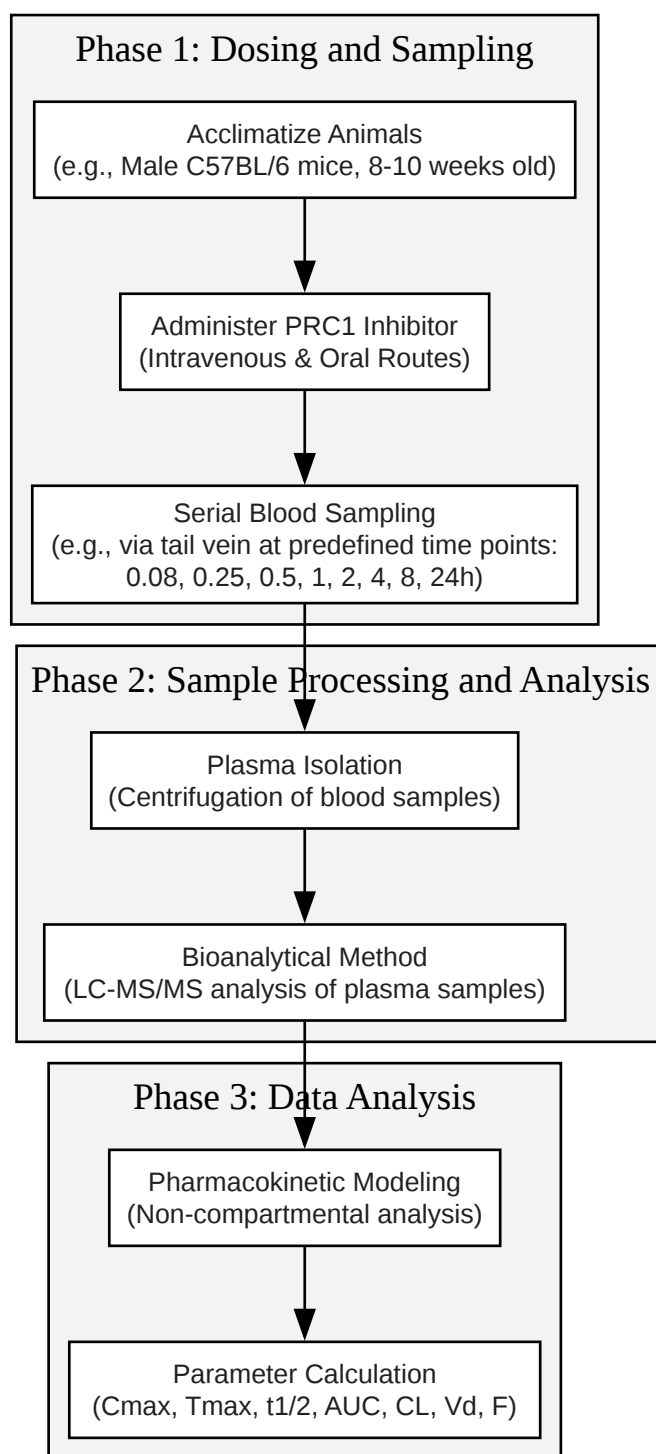 Phase 1: Dosing and Sampling
Acclimatize Animals
(e.g., Male C57BL/6 mice, 8-10 weeks old)
Administer PRC1 Inhibitor
(Intravenous & Oral Routes)
Serial Blood Sampling
(e.g., via tail vein at predefined time points:
0.08, 0.25, 0.5, 1, 2, 4, 8, 24h)
Phase 2: Sample Processing and Analysis
Plasma Isolation
(Centrifugation of blood samples)
Bioanalytical Method
(LC-MS/MS analysis of plasma samples)
Phase 3: Data Analysis
Pharmacokinetic Modeling
(Non-compartmental analysis)
Parameter Calculation
(Cmax, Tmax, t1/2, AUC, CL, Vd, F)